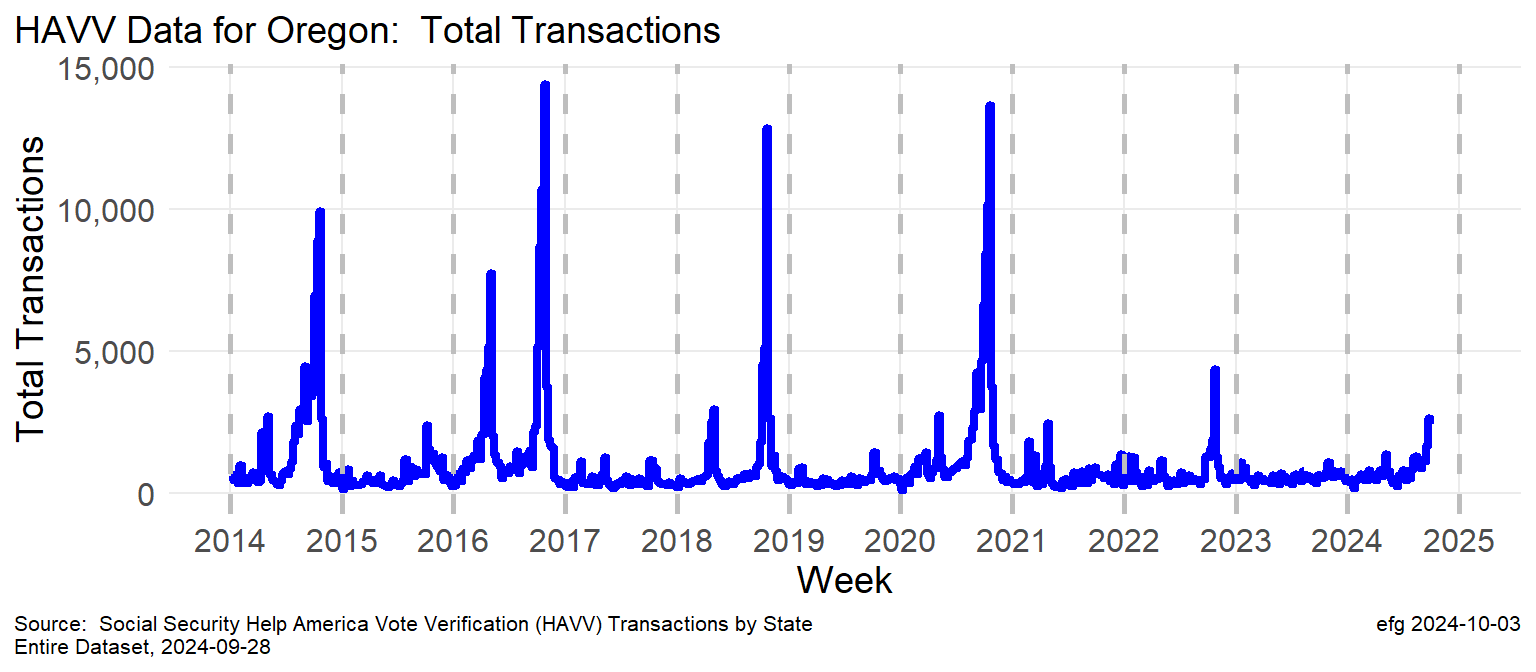 HAVV Data for Oregon:  Total Transactions
Total Transactions
15,000
10,000
5,000
0
2014 2015 2016 2017 2018 2019 2020 2021 2022 2023 2024 2025
Week
Source:  Social Security Help America Vote Verification (HAVV) Transactions by State
Entire Dataset, 2024-09-28
efg 2024-10-03